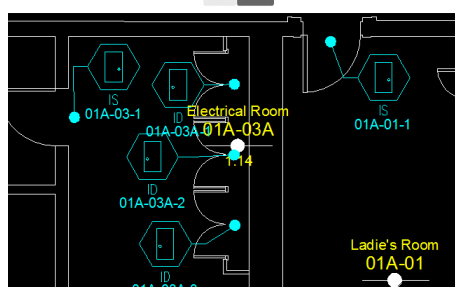 IS
01A-03-1
ID
01A-03A-1
Electrical Room
01A-03A
1.14
IS
01A-01-1
ID
01A-03A-2
ID
Ladie's Room
01A-01